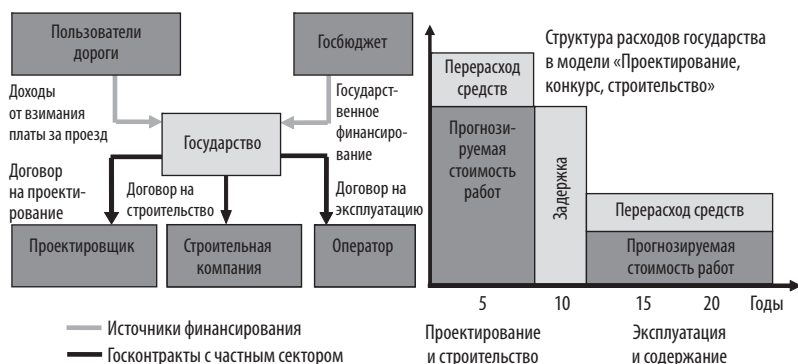 Пользователи
дороги
Госбюджет
Доходы
от взимания
платы за проезд
Государст-
венное
финансиро-
вание
Государство
Договор
на проекти-
рование
Договор на
строительство
Договор на
эксплуатацию
Проектировщик
Строительная
компания
Оператор
Источники финансирования
Госконтракты с частным сектором
Структура расходов государства
в модели «Проектирование,
конкурс, строительство»
Перерасход
средств
Прогнози-
руемая
стоимость
работ
Задержка
Перерасход средств
Прогнозируемая
стоимость работ
5 10 15 20 Годы
Проектирование
и строительство
Эксплуатация
и содержание